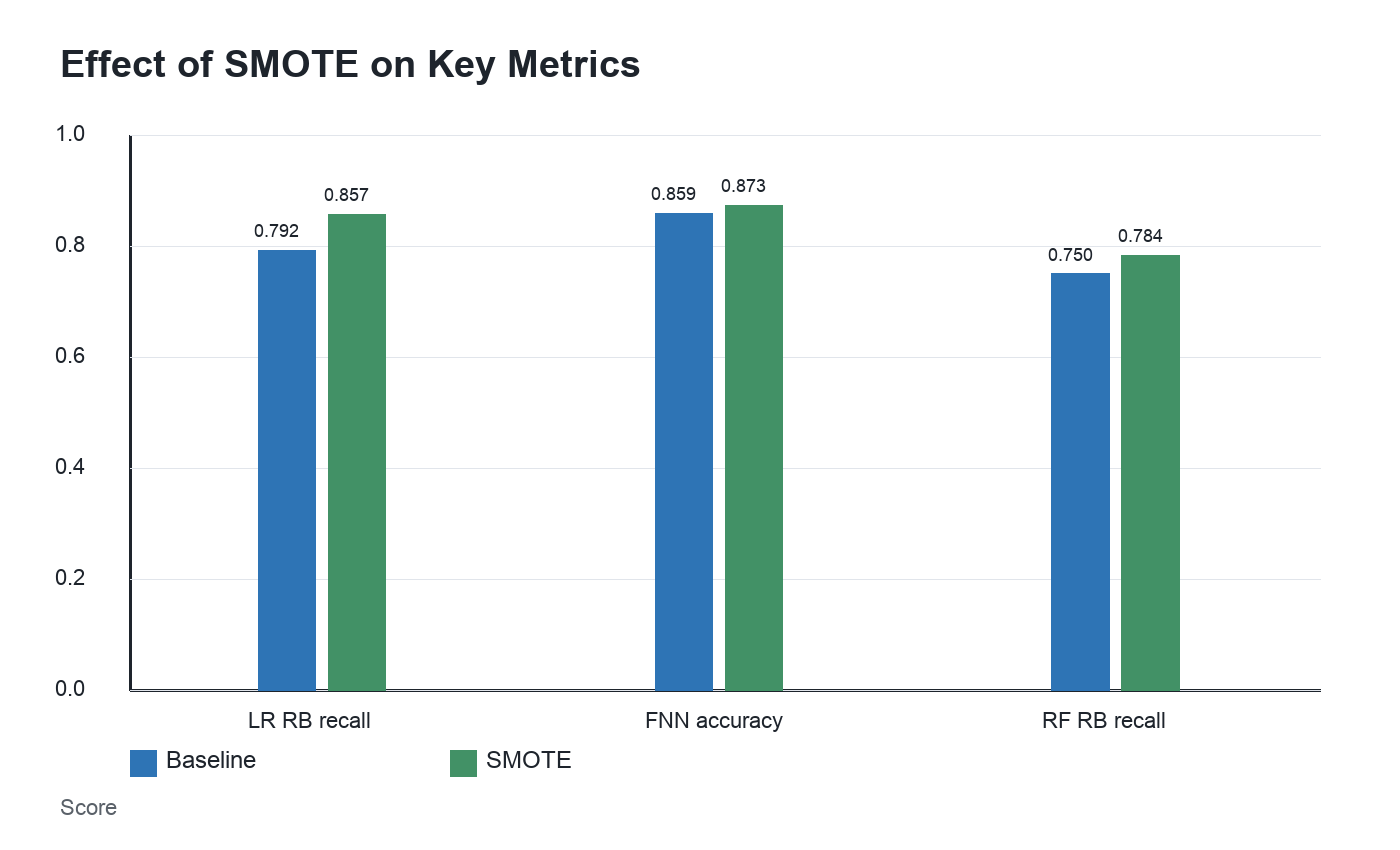 Effect of SMOTE on Key Metrics
1.0
0.8
0.6
0.4
0.2
0.0
0.792
0.857
0.859
0.873
0.750
0.784
LR RB recall
FNN accuracy
RF RB recall
Baseline
SMOTE
Score